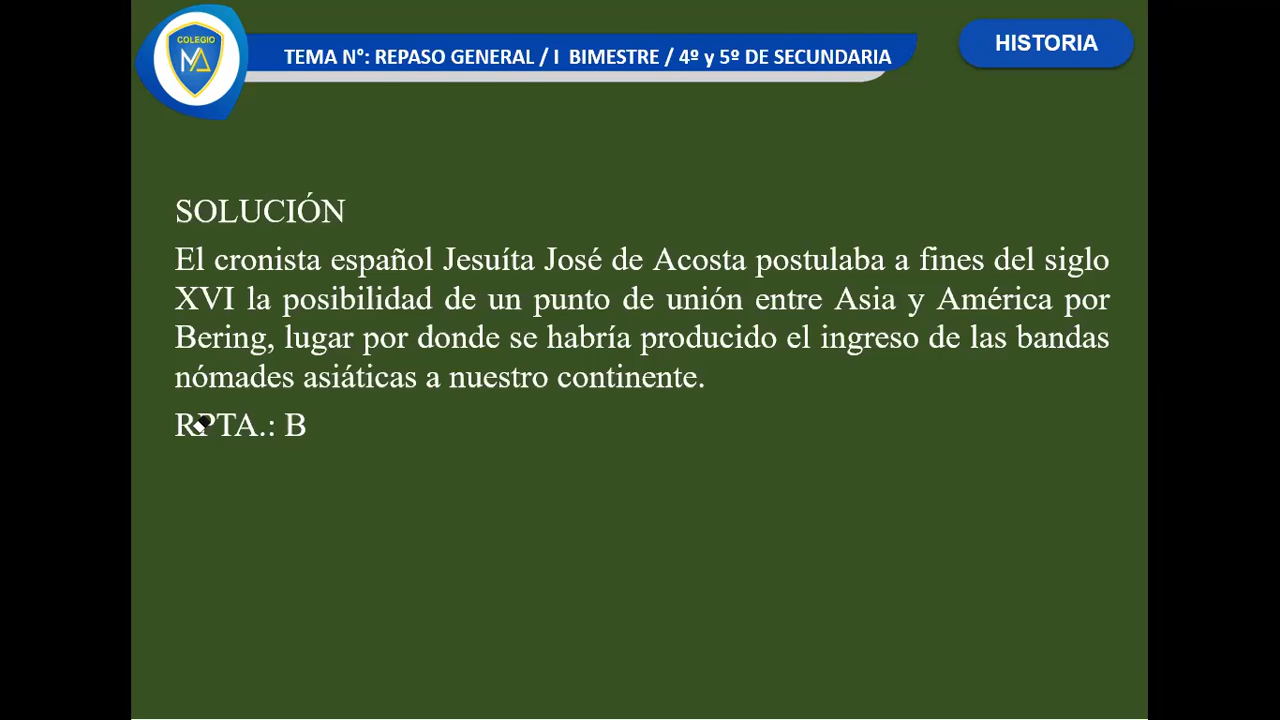 COLEGIO
MA
TEMA N°: REPASO GENERAL / I BIMESTRE / 4º y 5º DE SECUNDARIA
HISTORIA
SOLUCIÓN
El cronista español Jesuíta José de Acosta postulaba a fines del siglo
XVI la posibilidad de un punto de unión entre Asia y América por
Bering, lugar por donde se habría producido el ingreso de las bandas
nómades asiáticas a nuestro continente.
RPTA.: B